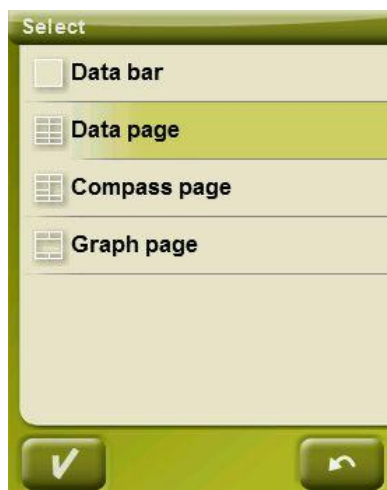 Select
Data bar
Data page
Compass page
Graph page